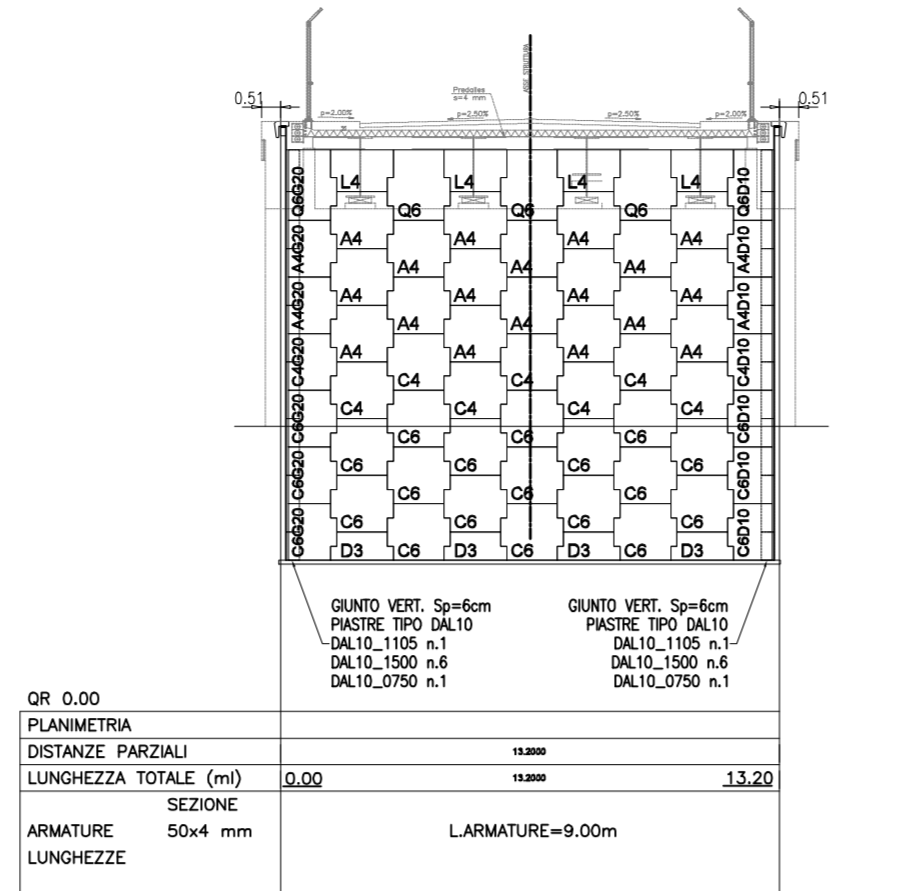 ASSE STRUTTURA
Predalles
s=4 mm
0.51
0.51
p=2.00%
p=2.50%
p=2.50%
p=2.00%
L4 L4 L4 L4
Q6G20 Q6 Q6 Q6 Q6D10
A4 A4 A4 A4
A4G20 A4 A4 A4 A4D10
A4 A4 A4 A4
A4G20 A4 A4 A4 A4D10
A4 A4 A4 A4
C4G20 C4 C4 C4 C4D10
C4 C4 C4 C4
C6G20 C6 C6 C6 C6D10
C6 C6 C6 C6
C6G20 C6 C6 C6 C6D10
C6 C6 C6 C6
C6G20 D3 C6 D3 C6 D3 C6 D3 C6D10
GIUNTO VERT. Sp=6cm
PIASTRE TIPO DAL10
DAL10_1105 n.1
DAL10_1500 n.6
DAL10_0750 n.1
GIUNTO VERT. Sp=6cm
PIASTRE TIPO DAL10
DAL10_1105 n.1
DAL10_1500 n.6
DAL10_0750 n.1
QR 0.00
PLANIMETRIA
DISTANZE PARZIALI 13.2000
LUNGHEZZA TOTALE (ml) 0.00 13.2000 13.20
SEZIONE
ARMATURE 50x4 mm L.ARMATURE=9.00m
LUNGHEZZE